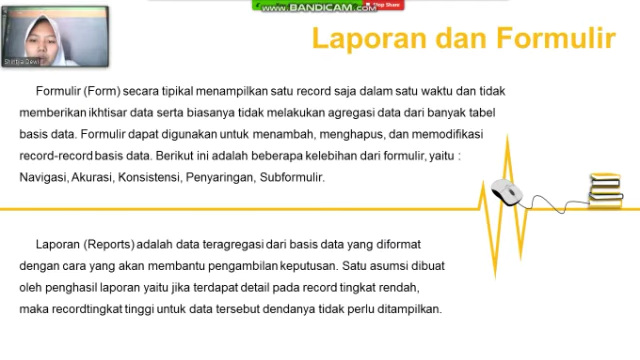 www.BANDICAM.com
Stop Share
Laporan dan Formulir
Formulir (Form) secara tipikal menampilkan satu record saja dalam satu waktu dan tidak
memberikan ikhtisar data serta biasanya tidak melakukan agregasi data dari banyak tabel
basis data. Formulir dapat digunakan untuk menambah, menghapus, dan memodifikasi
record-record basis data. Berikut ini adalah beberapa kelebihan dari formulir, yaitu :
Navigasi, Akurasi, Konsistensi, Penyaringan, Subformulir.
Laporan (Reports) adalah data teragregasi dari basis data yang diformat
dengan cara yang akan membantu pengambilan keputusan. Satu asumsi dibuat
oleh penghasil laporan yaitu jika terdapat detail pada record tingkat rendah,
maka recordtingkat tinggi untuk data tersebut dendanya tidak perlu ditampilkan.